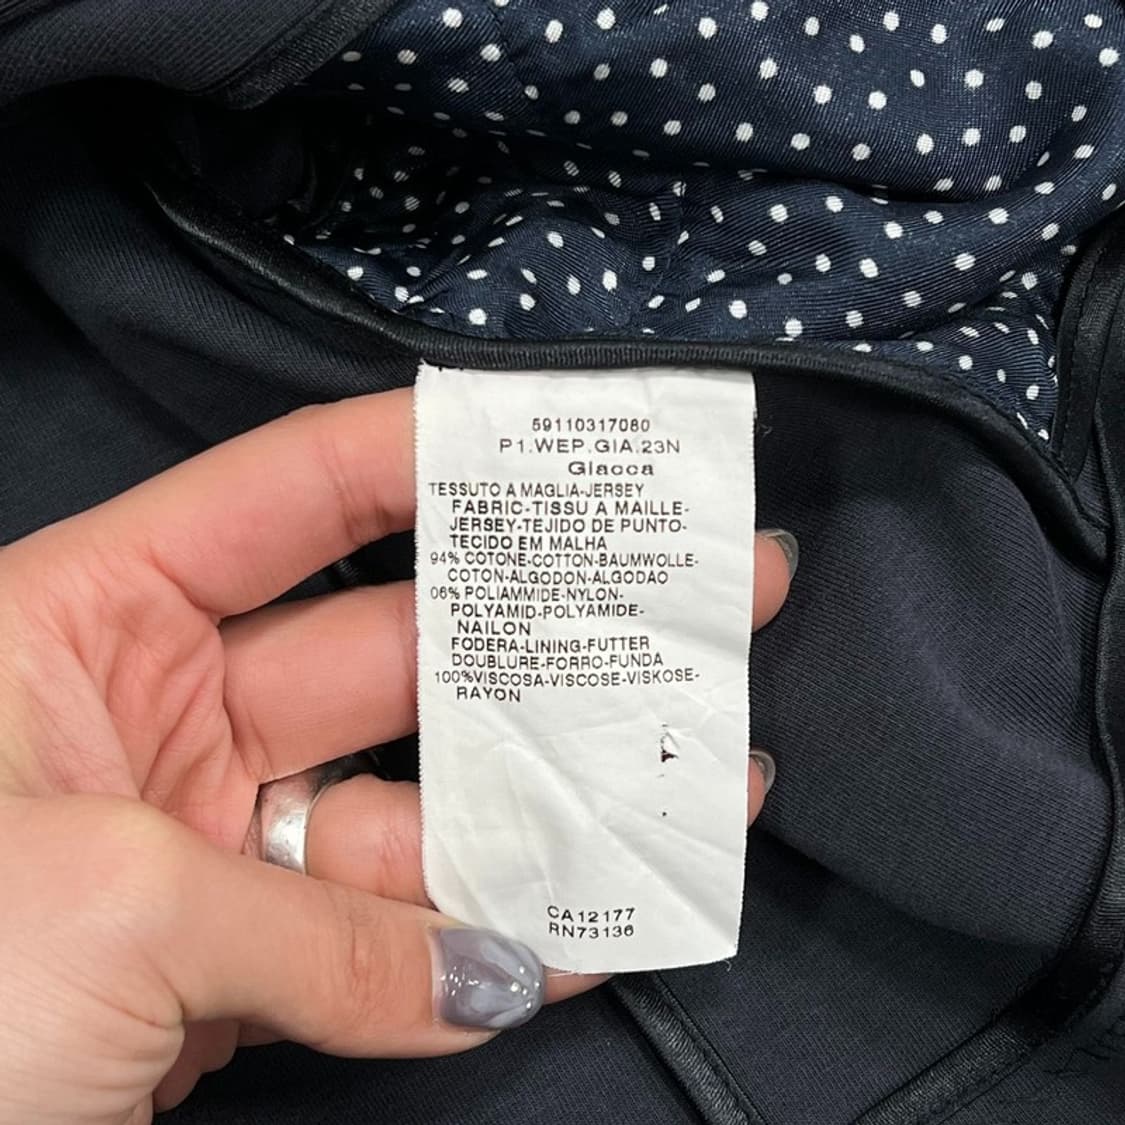 59110317080
P1.WEP.GIA.23N
Giacca
TESSUTO A MAGLIA-JERSEY
FABRIC-TISSU A MAILLE-
JERSEY-TEJIDO DE PUNTO-
TECIDO EM MALHA
94% COTONE-COTTON-BAUMWOLLE-
COTON-ALGODON-ALGODAO
06% POLIAMMIDE-NYLON-
POLYAMID-POLYAMIDE-
NAILON
FODERA-LINING-FUTTER
DOUBLURE-FORRO-FUNDA
100%VISCOSA-VISCOSE-VISKOSE-
RAYON
CA12177
RN73136